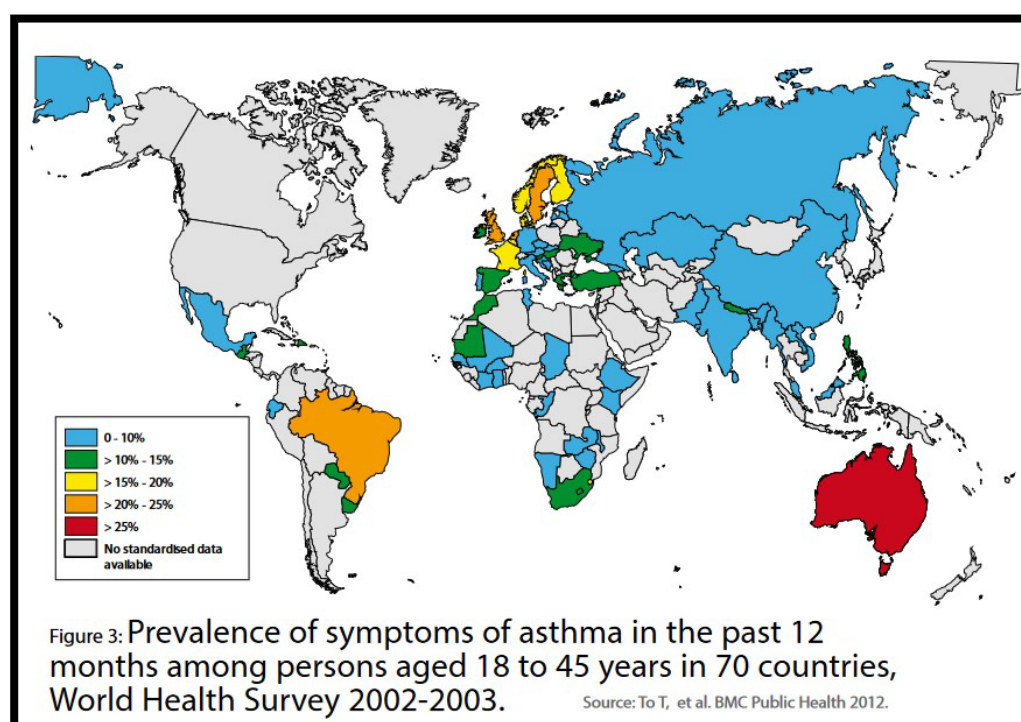 0 - 10%
> 10% - 15%
> 15% - 20%
> 20% - 25%
> 25%
No standardised data
available
Figure 3: Prevalence of symptoms of asthma in the past 12
months among persons aged 18 to 45 years in 70 countries,
World Health Survey 2002-2003.
Source: To T, et al. BMC Public Health 2012.